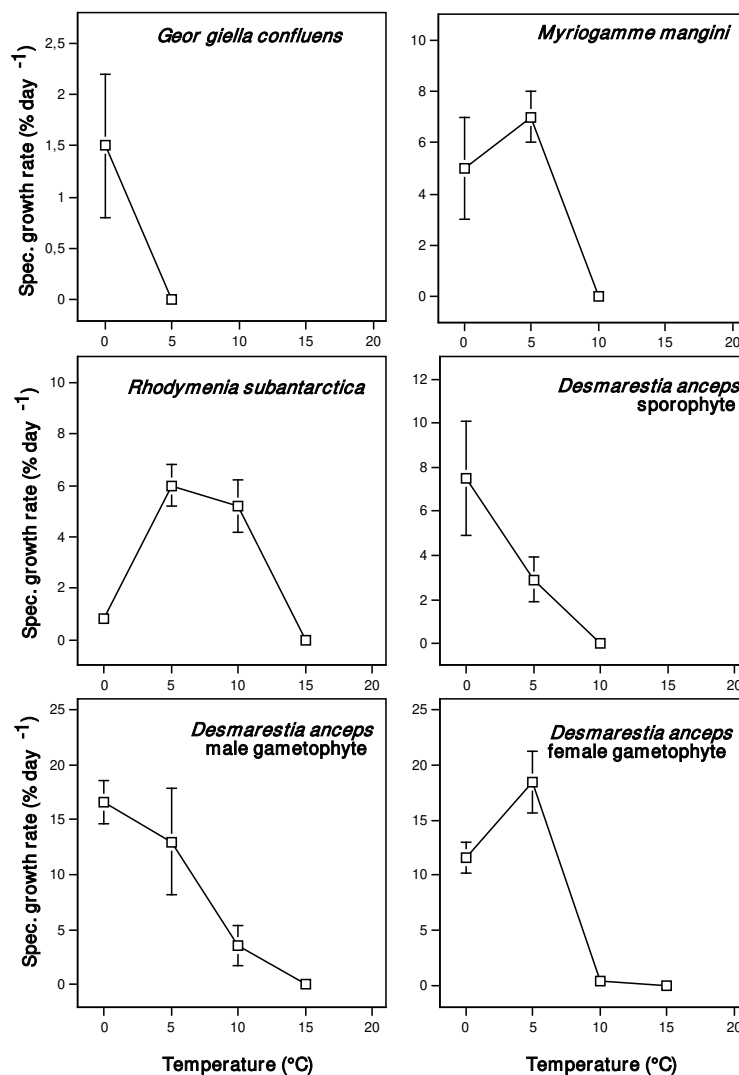 Geor giella confluens
Spec. growth rate (% day -1)
2,5
2
1,5
1
0,5
0
0 5 10 15 20
Myriogamme mangini
10
8
6
4
2
0
0 5 10 15 20
Rhodymenia subantarctica
Spec. growth rate (% day -1)
10
8
6
4
2
0
0 5 10 15 20
Desmarestia anceps
sporophyte
12
10
8
6
4
2
0
0 5 10 15 20
Desmarestia anceps
male gametophyte
Spec. growth rate (% day -1)
25
20
15
10
5
0
0 5 10 15 20
Temperature (°C)
Desmarestia anceps
female gametophyte
25
20
15
10
5
0
0 5 10 15 20
Temperature (°C)